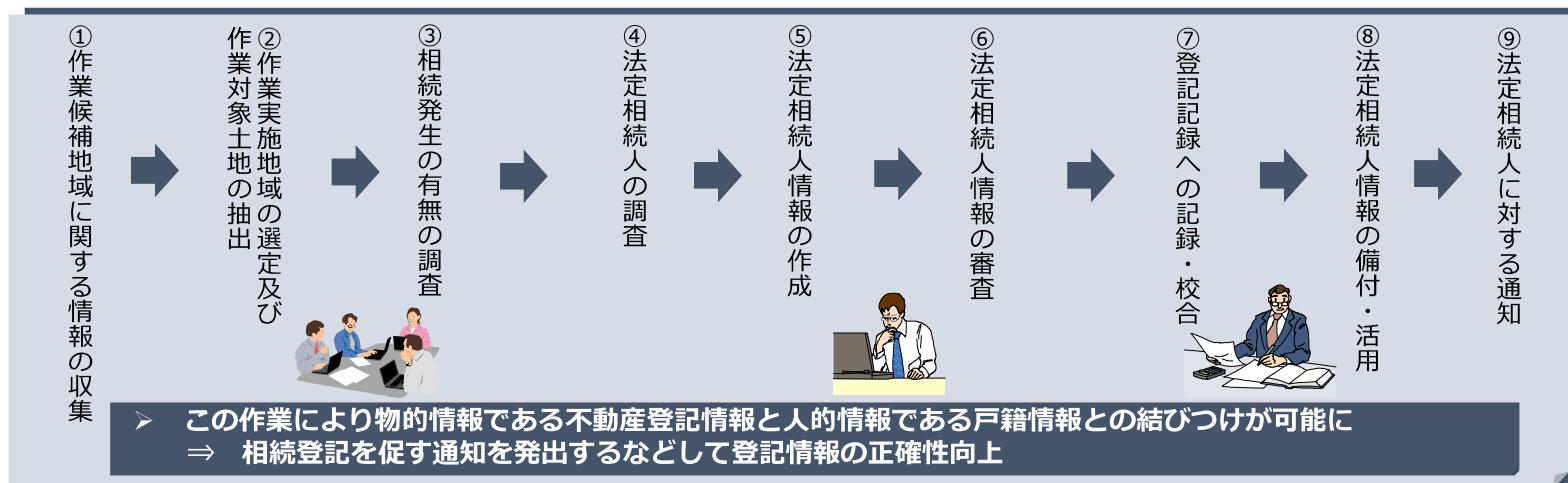 ①作業候補地域に関する情報の収集
②作業実施地域の選定及び
作業対象土地の抽出
③相続発生の有無の調査
④法定相続人の調査
⑤法定相続人情報の作成
⑥法定相続人情報の審査
⑦登記記録への記録・校合
⑧法定相続人情報の備付・活用
⑨法定相続人に対する通知
➢ この作業により物的情報である不動産登記情報と人的情報である戸籍情報との結びつけが可能に
⇒ 相続登記を促す通知を発出するなどして登記情報の正確性向上